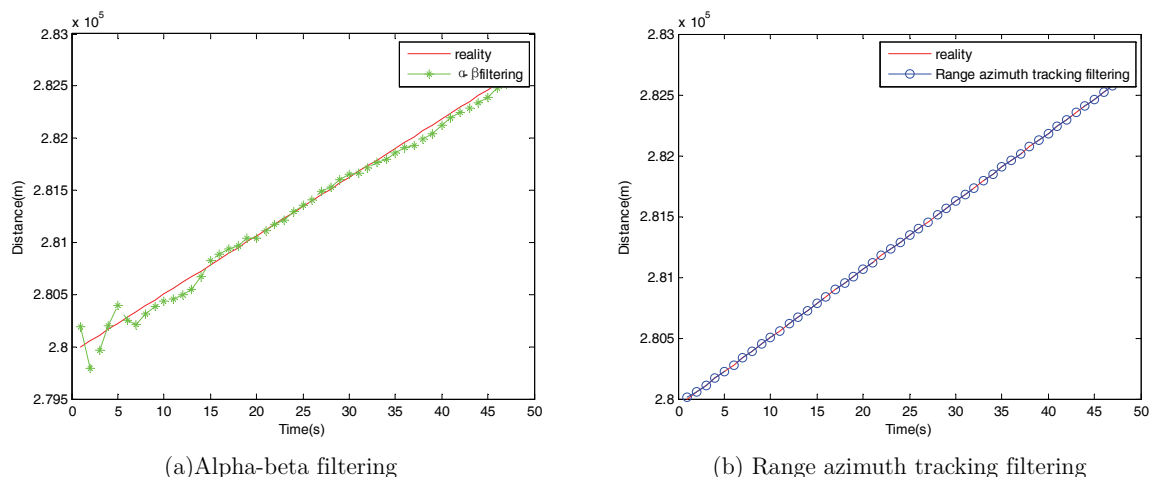 x 10^5
2.83
2.825
2.82
2.815
2.81
2.805
2.8
2.795
Distance(m)
reality
α- βfiltering
0 5 10 15 20 25 30 35 40 45 50
Time(s)
(a)Alpha-beta filtering
x 10^5
2.83
2.825
2.82
2.815
2.81
2.805
2.8
Distance(m)
reality
Range azimuth tracking filtering
0 5 10 15 20 25 30 35 40 45 50
Time(s)
(b) Range azimuth tracking filtering